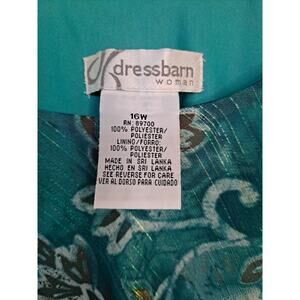 dressbarn
woman
16W
RN: 89700
100% POLYESTER/
POLIESTER
LINING/FORRO:
100% POLYESTER/
POLIESTER
MADE IN SRI LANKA
HECHO EN SRI LANKA
SEE REVERSE FOR CARE
VER AL DORSO PARA CUIDADO